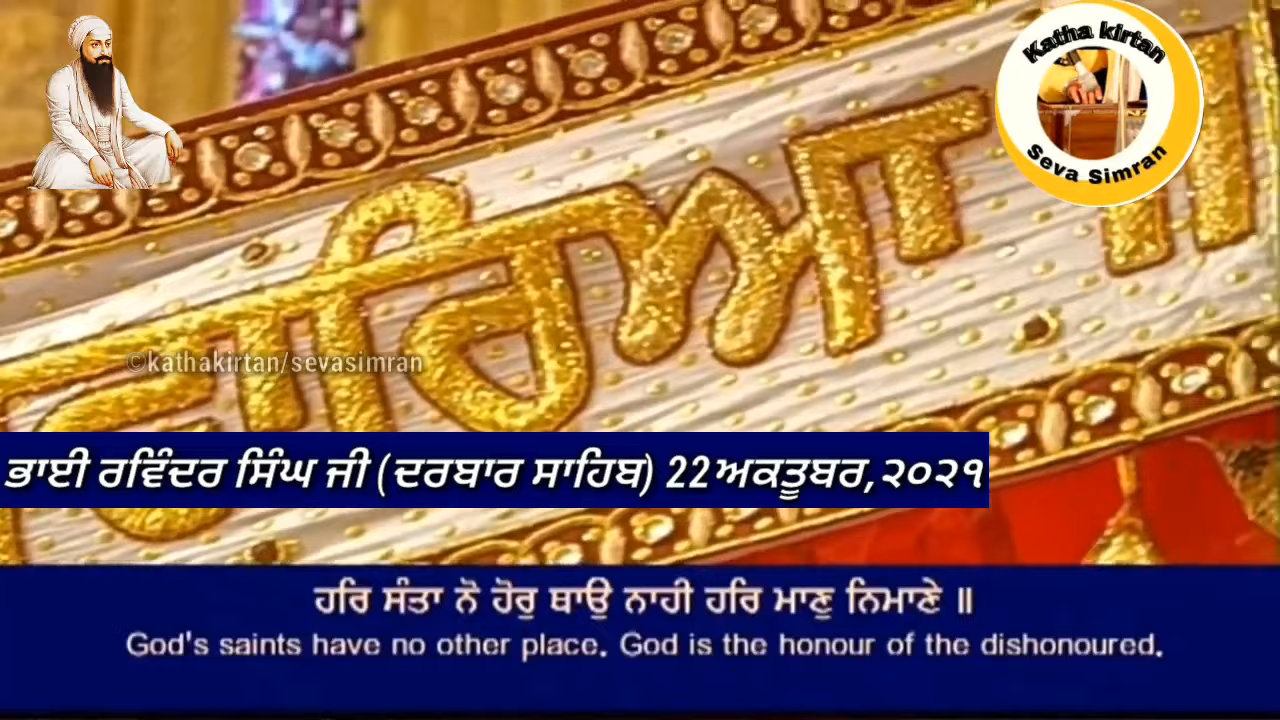 Katha kirtan
Seva Simran
©kathakirtan/sevasimran
ਭਾਈ ਰਵਿੰਦਰ ਸਿੰਘ ਜੀ (ਦਰਬਾਰ ਸਾਹਿਬ) 22ਅਕਤੂਬਰ,੨੦੨੧
ਹਰਿ ਸੰਤਾ ਨੋ ਹੋਰੁ ਥਾਉ ਨਾਹੀ ਹਰਿ ਮਾਣੁ ਨਿਮਾਣੇ ॥
God's saints have no other place. God is the honour of the dishonoured.